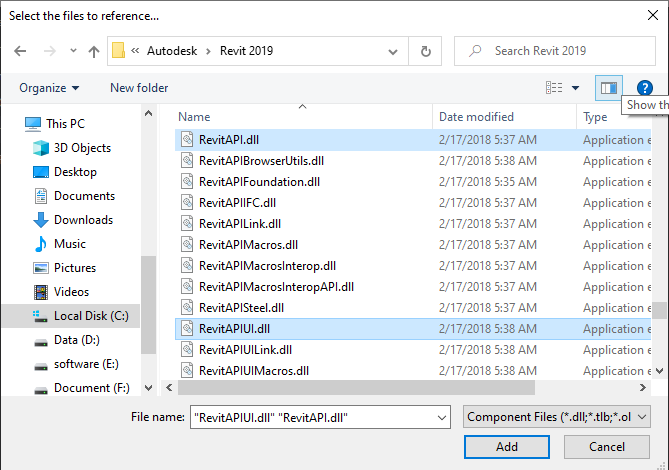 Select the files to reference...
« Autodesk > Revit 2019
Search Revit 2019
Organize
New folder
Show th
This PC
3D Objects
Desktop
Documents
Downloads
Music
Pictures
Videos
Local Disk (C:)
Data (D:)
software (E:)
Document (F:)
Name Date modified Type
RevitAPI.dll 2/17/2018 5:37 AM Application e
RevitAPIBrowserUtils.dll 2/17/2018 5:38 AM Application e
RevitAPIFoundation.dll 2/17/2018 5:35 AM Application e
RevitAPIIFC.dll 2/17/2018 5:37 AM Application e
RevitAPILink.dll 2/17/2018 5:37 AM Application e
RevitAPIMacros.dll 2/17/2018 5:37 AM Application e
RevitAPIMacrosInterop.dll 2/17/2018 5:37 AM Application e
RevitAPIMacrosInteropAPI.dll 2/17/2018 5:37 AM Application e
RevitAPISteel.dll 2/17/2018 5:37 AM Application e
RevitAPIUI.dll 2/17/2018 5:38 AM Application e
RevitAPIUILink.dll 2/17/2018 5:38 AM Application e
RevitAPIUIMacros.dll 2/17/2018 5:38 AM Application e
File name: "RevitAPIUI.dll" "RevitAPI.dll"
Component Files (*.dll;*.tlb;*.ol
Add
Cancel